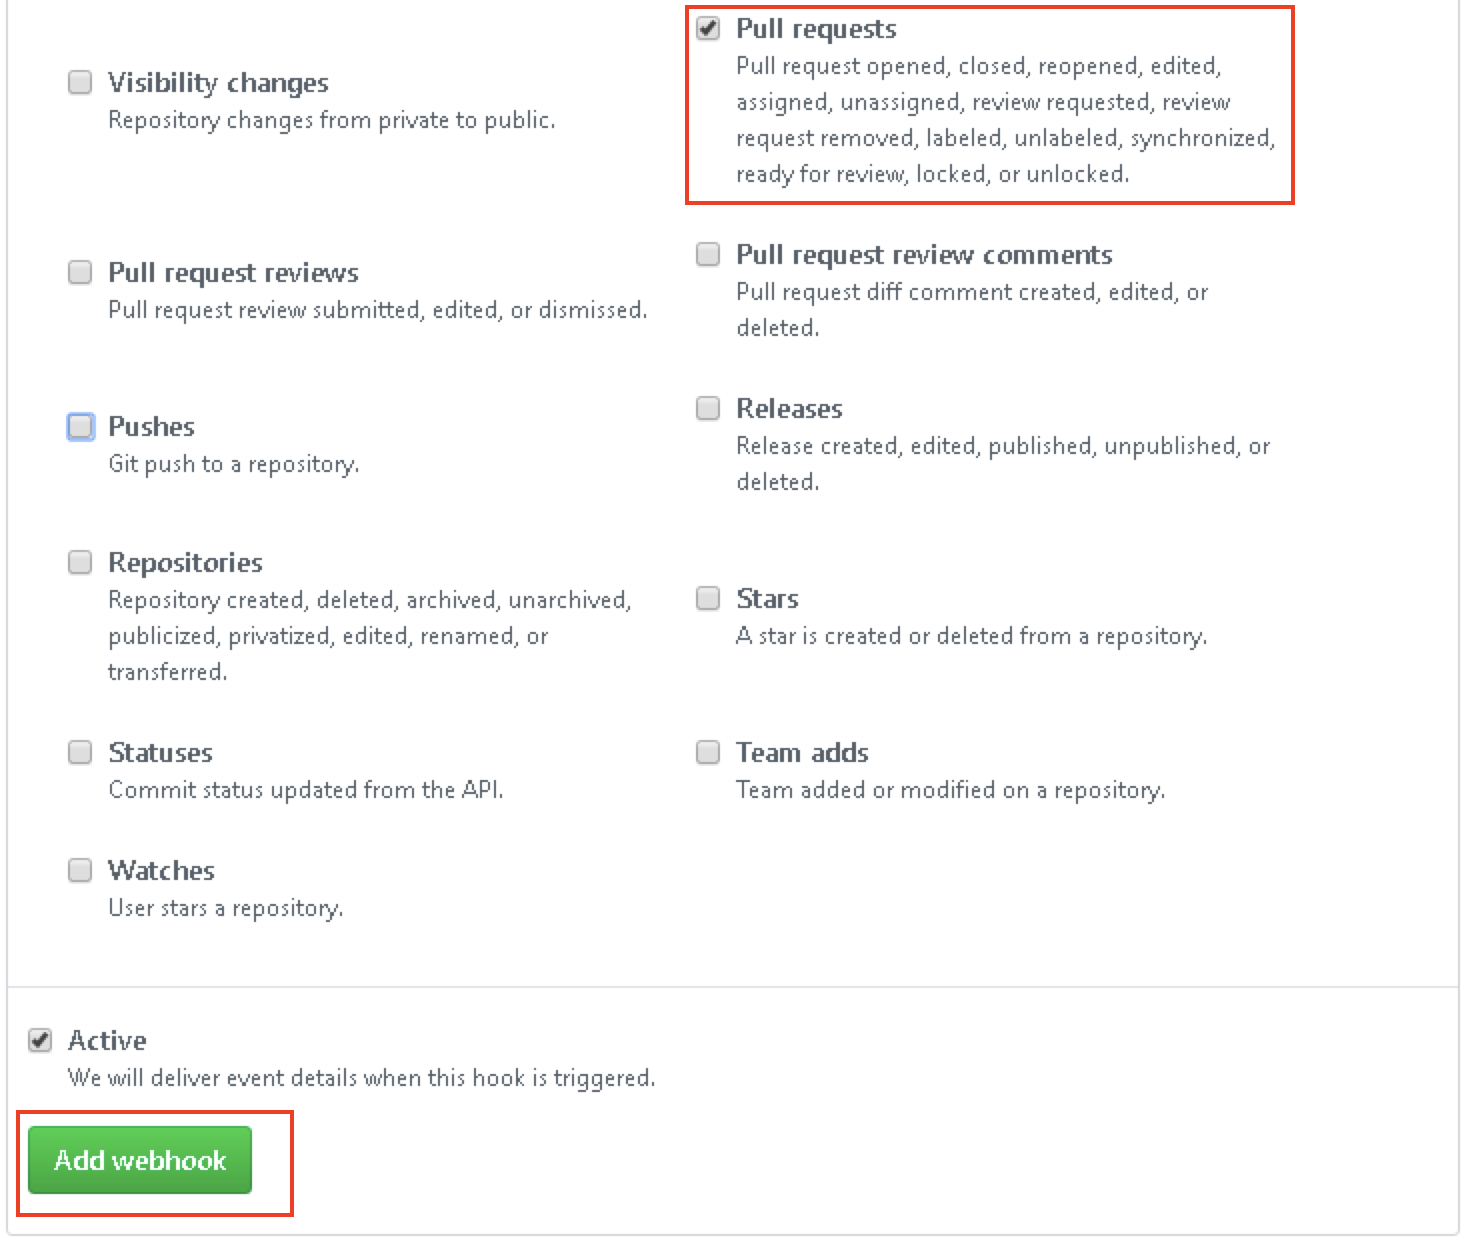 Visibility changes
Repository changes from private to public.
Pull requests
Pull request opened, closed, reopened, edited,
assigned, unassigned, review requested, review
request removed, labeled, unlabeled, synchronized,
ready for review, locked, or unlocked.
Pull request reviews
Pull request review submitted, edited, or dismissed.
Pull request review comments
Pull request diff comment created, edited, or
deleted.
Pushes
Git push to a repository.
Releases
Release created, edited, published, unpublished, or
deleted.
Repositories
Repository created, deleted, archived, unarchived,
publicized, privatized, edited, renamed, or
transferred.
Stars
A star is created or deleted from a repository.
Statuses
Commit status updated from the API.
Team adds
Team added or modified on a repository.
Watches
User stars a repository.
Active
We will deliver event details when this hook is triggered.
Add webhook